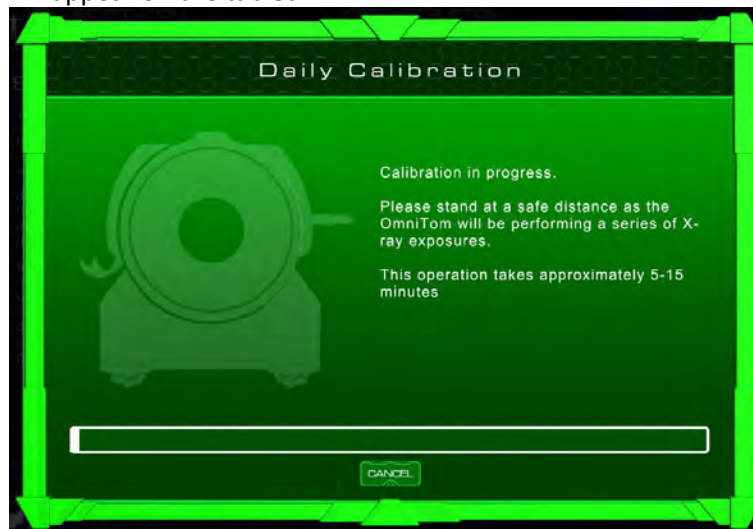 Daily Calibration
Calibration in progress.
Please stand at a safe distance as the
OmniTom will be performing a series of X-
ray exposures.
This operation takes approximately 5-15
minutes
CANCEL